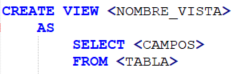 CREATE VIEW <NOMBRE_VISTA>
AS
SELECT <CAMPOS>
FROM <TABLA>